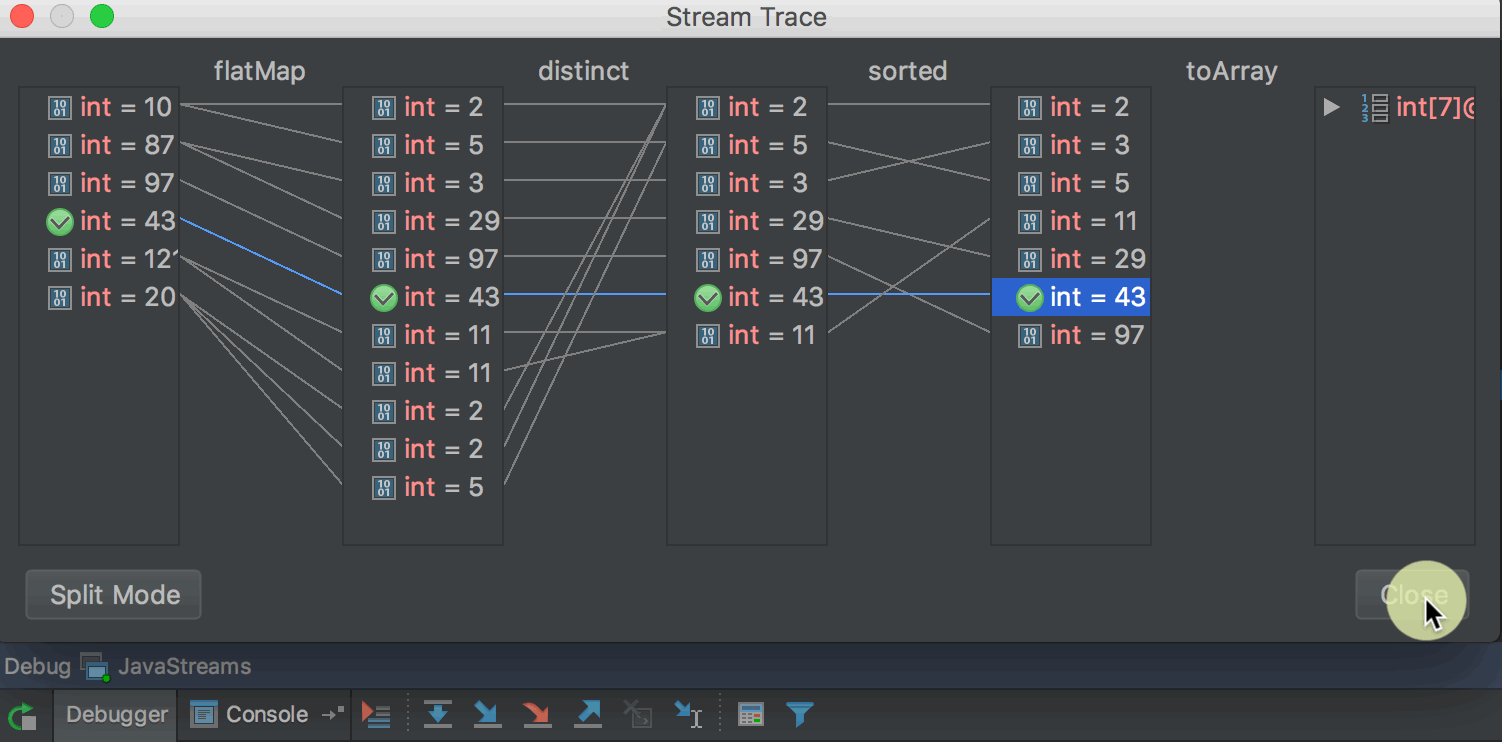 Stream Trace
flatMap distinct sorted toArray
int = 10 int = 2 int = 2 int = 2 int[7]@
int = 87 int = 5 int = 5 int = 3
int = 97 int = 3 int = 3 int = 5
int = 43 int = 29 int = 29 int = 11
int = 12 int = 97 int = 97 int = 29
int = 20 int = 43 int = 43 int = 43
int = 11 int = 11 int = 97
int = 11
int = 2
int = 2
int = 5
Split Mode Close
Debug JavaStreams
Debugger Console